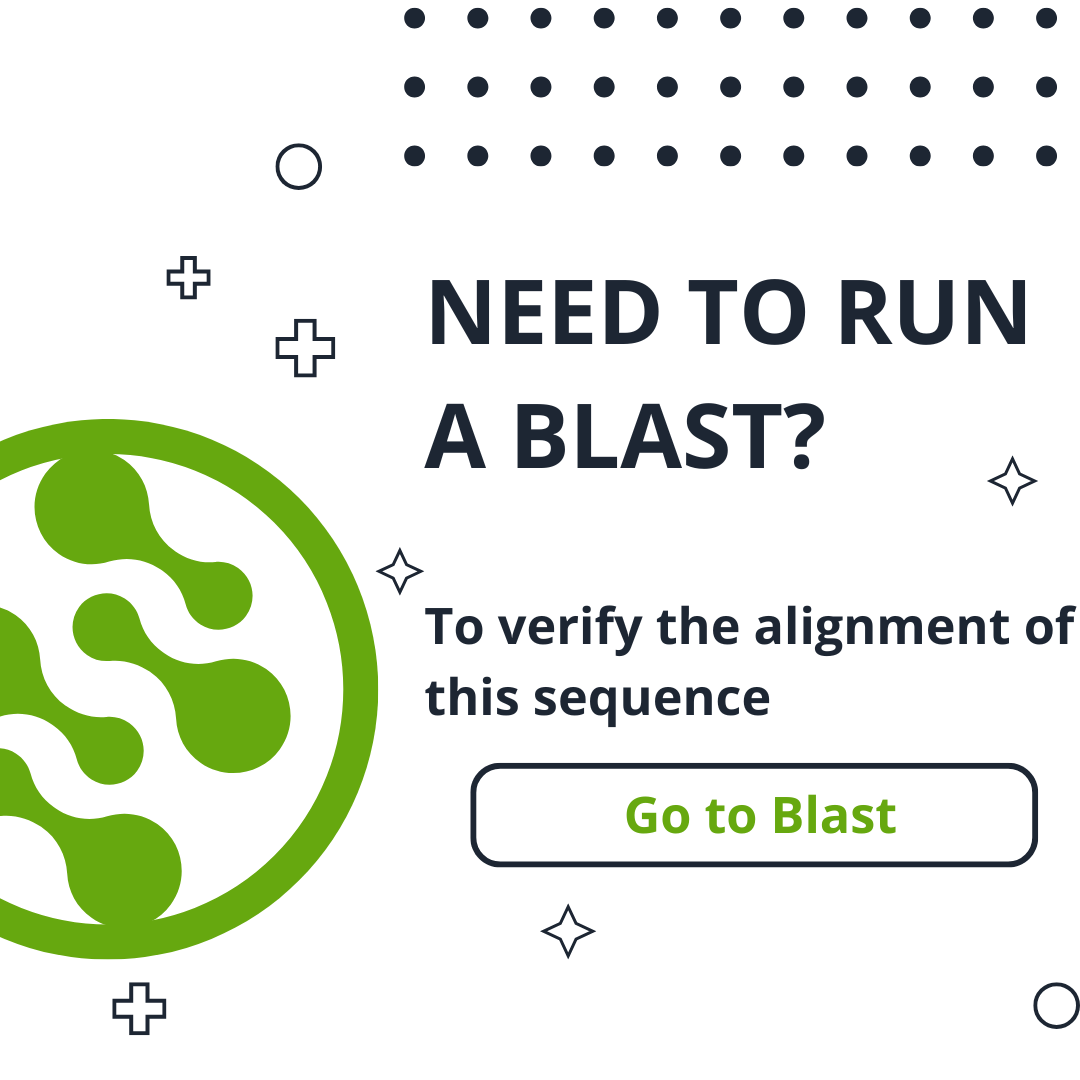 NEED TO RUN
A BLAST?
To verify the alignment of
this sequence
Go to Blast